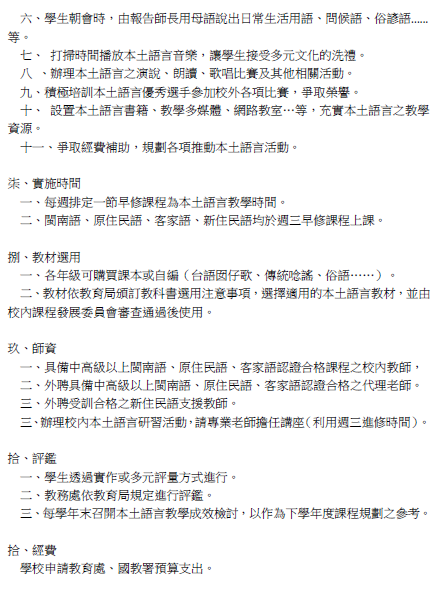 六、學生朝會時，由報告師長用母語說出日常生活用語、問候語、俗諺語......
等。
七、 打掃時間播放本土語言音樂，讓學生接受多元文化的洗禮。
八 、辦理本土語言之演說、朗讀、歌唱比賽及其他相關活動。
九、積極培訓本土語言優秀選手參加校外各項比賽，爭取榮譽。
十、 設置本土語言書籍、教學多媒體、網路教室…等，充實本土語言之教學
資源。
十一、爭取經費補助，規劃各項推動本土語言活動。
柒、實施時間
一、每週排定一節早修課程為本土語言教學時間。
二、閩南語、原住民語、客家語、新住民語均於週三早修課程上課。
捌、教材選用
一、各年級可購買課本或自編（台語囡仔歌、傳統唸謠、俗語……）。
二、教材依教育局頒訂教科書選用注意事項，選擇適用的本土語言教材，並由
校內課程發展委員會審查通過後使用。
玖、師資
一、具備中高級以上閩南語、原住民語、客家語認證合格課程之校內教師，
二、外聘具備中高級以上閩南語、原住民語、客家語認證合格之代理老師。
三、外聘受訓合格之新住民語支援教師。
三、辦理校內本土語言研習活動，請專業老師擔任講座（利用週三進修時間）。
拾、評鑑
一、學生透過實作或多元評量方式進行。
二、教務處依教育局規定進行評鑑。
三、每學年末召開本土語言教學成效檢討，以作為下學年度課程規劃之參考。
拾、經費
學校申請教育處、國教署預算支出。